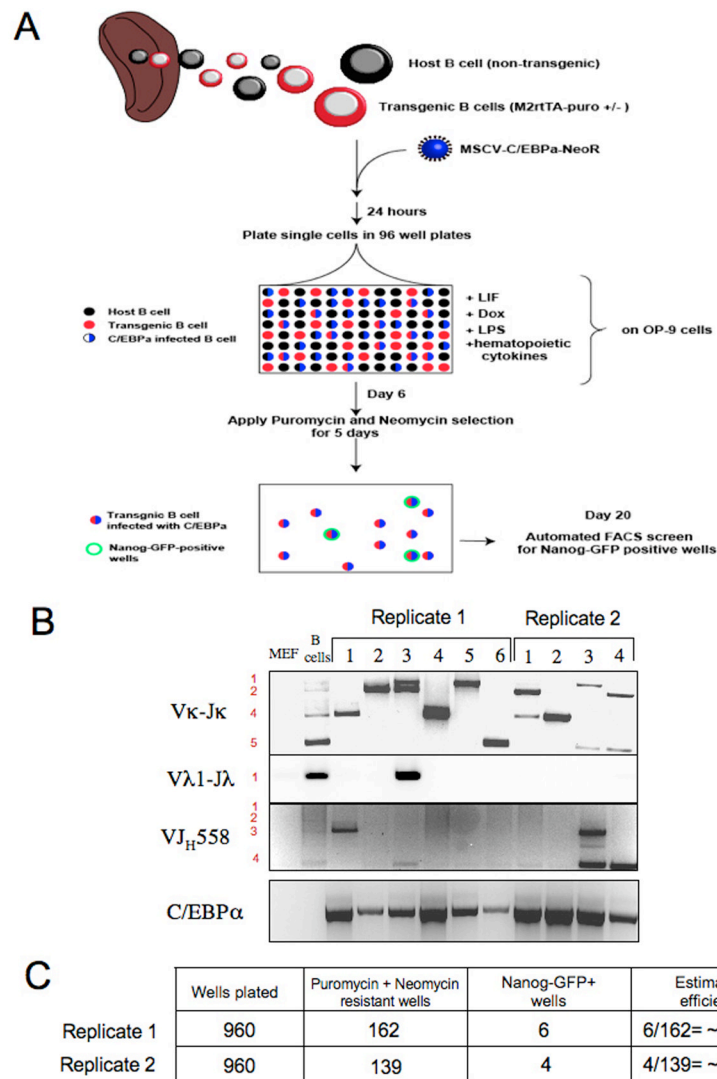 A
Host B cell (non-transgenic)
Transgenic B cells (M2rtTA-puro +/- )
MSCV-C/EBPa-NeoR
24 hours
Plate single cells in 96 well plates
Host B cell
Transgenic B cell
C/EBPa infected B cell
+ LIF
+ Dox
+ LPS
+hematopoietic
cytokines
on OP-9 cells
Day 6
Apply Puromycin and Neomycin selection
for 5 days
Transgnic B cell
infected with C/EBPa
Nanog-GFP-positive
wells
Day 20
Automated FACS screen
for Nanog-GFP positive wells
B
Replicate 1 Replicate 2
MEF B cells 1 2 3 4 5 6 1 2 3 4
Vκ-Jκ
1
2
4
5
Vλ1-Jλ
1
VJH558
1
2
3
4
C/EBPα
C
Wells plated Puromycin + Neomycin resistant wells Nanog-GFP+ wells
Replicate 1 960 162 6 6/162= ~
Replicate 2 960 139 4 4/139= ~